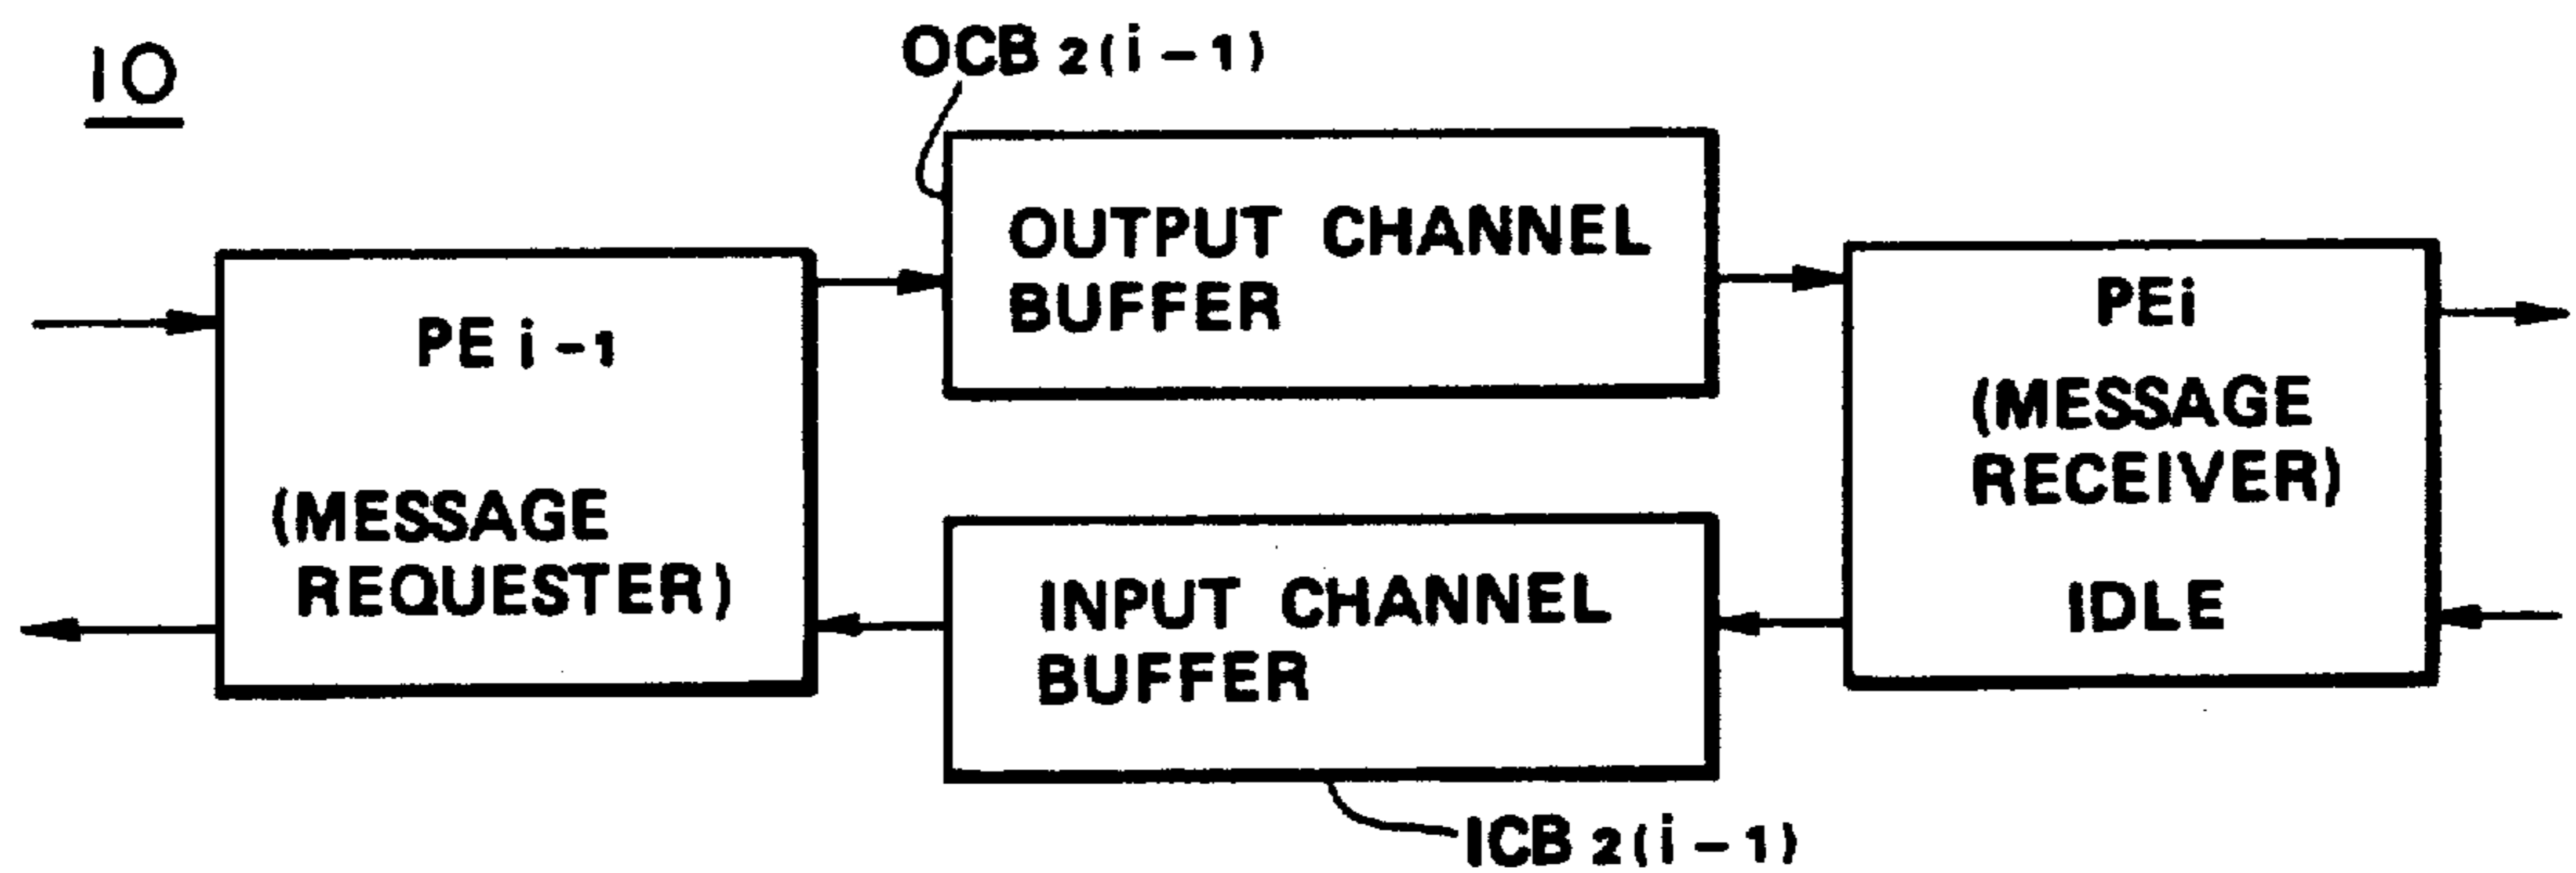 10
OCB 2(i-1)
OUTPUT CHANNEL
BUFFER
PE i-1
(MESSAGE
REQUESTER)
PEi
(MESSAGE
RECEIVER)
IDLE
INPUT CHANNEL
BUFFER
ICB 2(i-1)